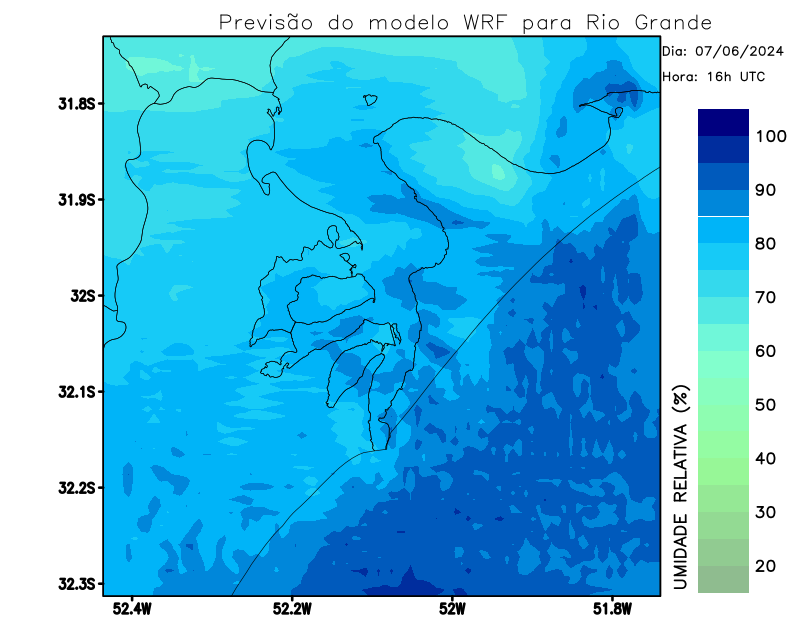 Previsão do modelo WRF para Rio Grande
Dia: 07/06/2024
Hora: 16h UTC
31.8S
31.9S
32S
32.1S
32.2S
32.3S
52.4W
52.2W
52W
51.8W
UMIDADE RELATIVA (%)
100
90
80
70
60
50
40
30
20